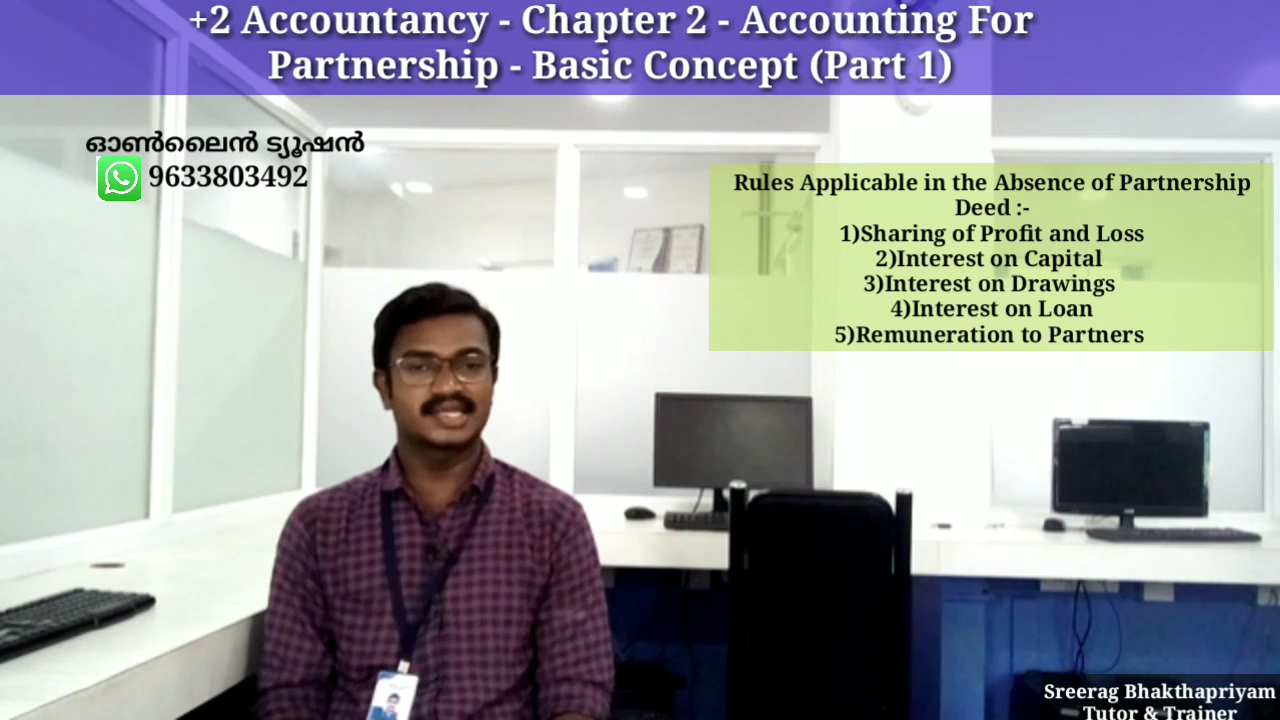 +2 Accountancy - Chapter 2 - Accounting For
Partnership - Basic Concept (Part 1)
ഓൺലൈൻ ട്യൂഷൻ
9633803492
Rules Applicable in the Absence of Partnership
Deed :-
1)Sharing of Profit and Loss
2)Interest on Capital
3)Interest on Drawings
4)Interest on Loan
5)Remuneration to Partners
Sreerag Bhakthapriyam
Tutor & Trainer